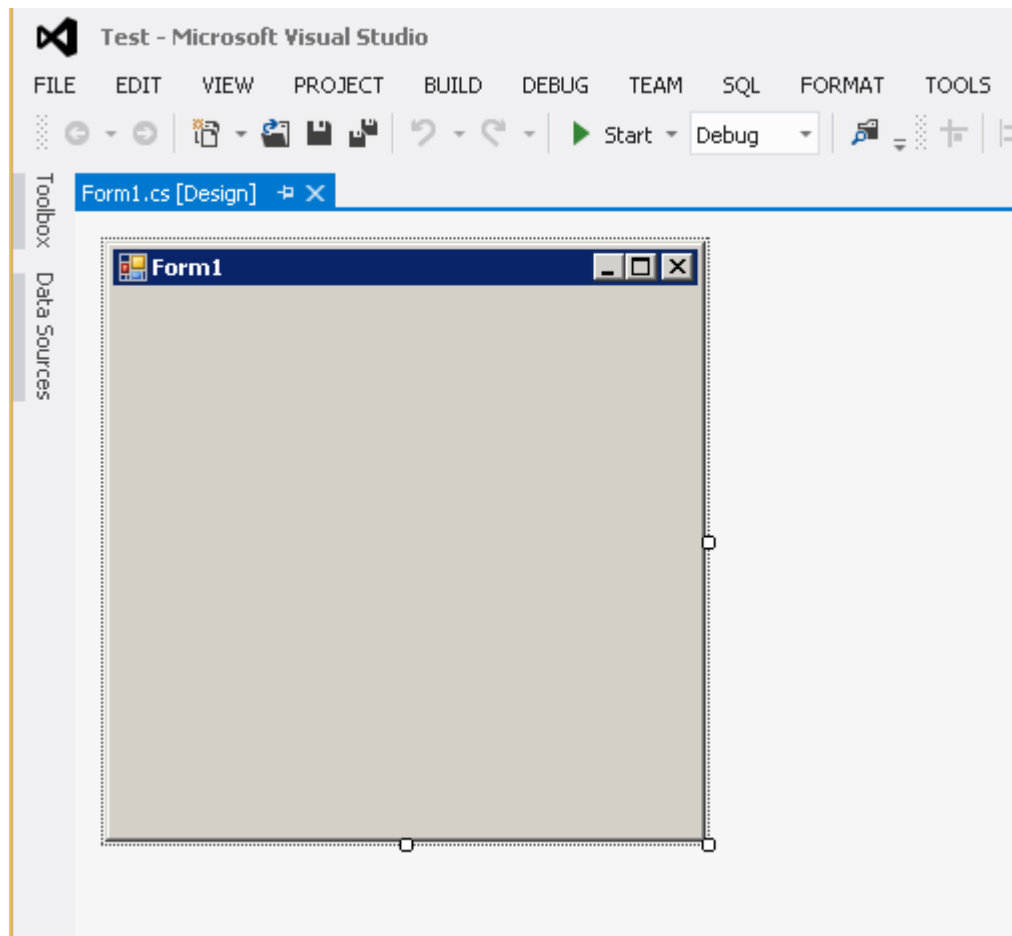 Test - Microsoft Visual Studio
FILE EDIT VIEW PROJECT BUILD DEBUG TEAM SQL FORMAT TOOLS
Start Debug
Toolbox
Form1.cs [Design]
Form1
Data Sources